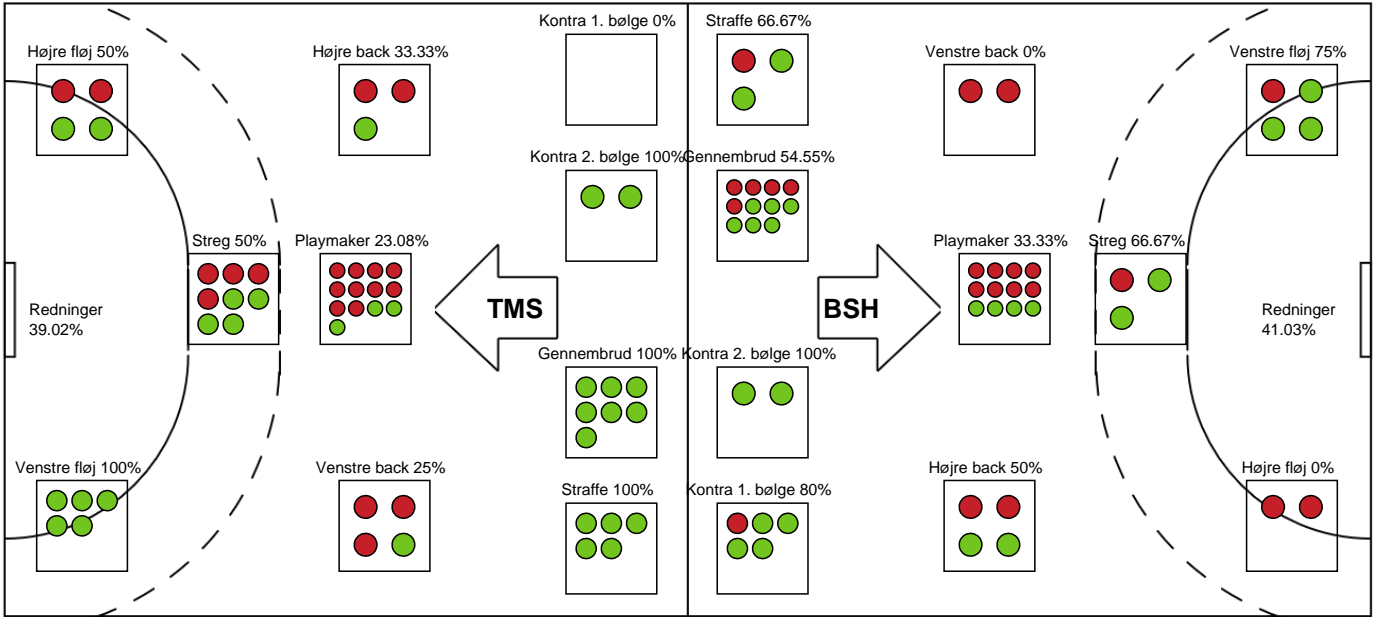 Kontra 1. bølge 0%
Straffe 66.67%
Højre fløj 50%
Højre back 33.33%
Venstre back 0%
Venstre fløj 75%
Kontra 2. bølge 100%
Gennembrud 54.55%
Streg 50%
Playmaker 23.08%
Playmaker 33.33%
Streg 66.67%
Redninger
39.02%
TMS
BSH
Redninger
41.03%
Gennembrud 100%
Kontra 2. bølge 100%
Venstre fløj 100%
Venstre back 25%
Straffe 100%
Kontra 1. bølge 80%
Højre back 50%
Højre fløj 0%